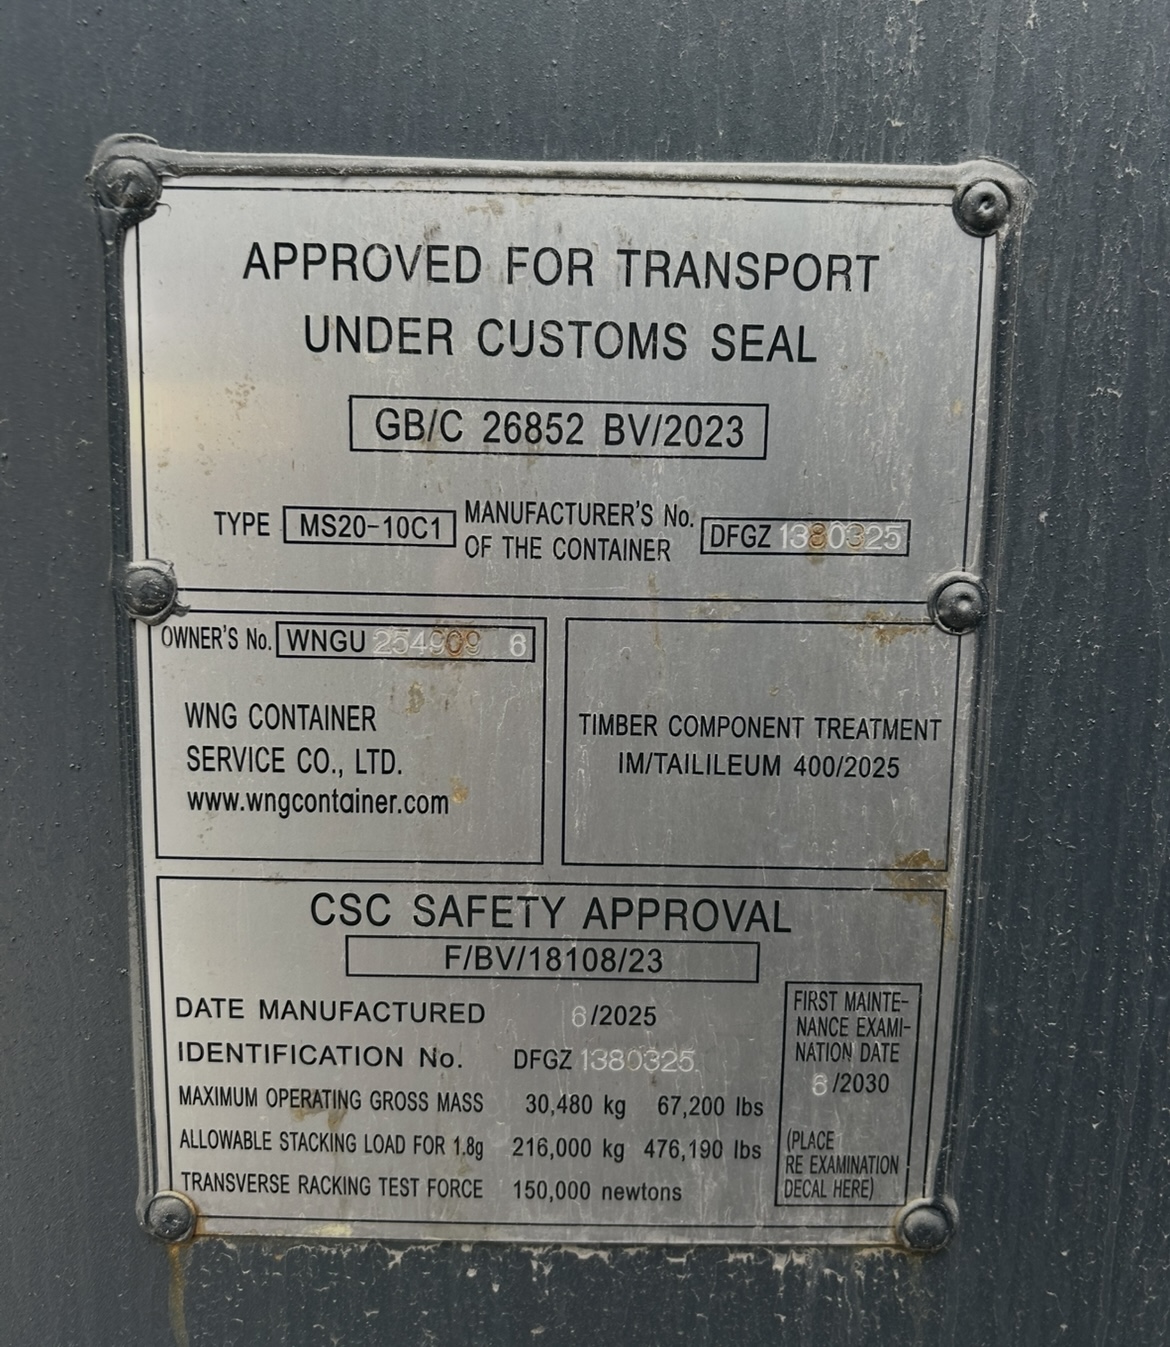 APPROVED FOR TRANSPORT
UNDER CUSTOMS SEAL
GB/C 26852 BV/2023
TYPE MS20-10C1 MANUFACTURER'S No. OF THE CONTAINER DFGZ 1380325
OWNER'S No. WNGU 254909 6
WNG CONTAINER
SERVICE CO., LTD.
www.wngcontainer.com
TIMBER COMPONENT TREATMENT
IM/TAILILEUM 400/2025
CSC SAFETY APPROVAL
F/BV/18108/23
DATE MANUFACTURED 6/2025
IDENTIFICATION No. DFGZ 1380325
MAXIMUM OPERATING GROSS MASS 30,480 kg 67,200 lbs
ALLOWABLE STACKING LOAD FOR 1.8g 216,000 kg 476,190 lbs
TRANSVERSE RACKING TEST FORCE 150,000 newtons
FIRST MAINTE-
NANCE EXAMI-
NATION DATE
6/2030
(PLACE
RE EXAMINATION
DECAL HERE)